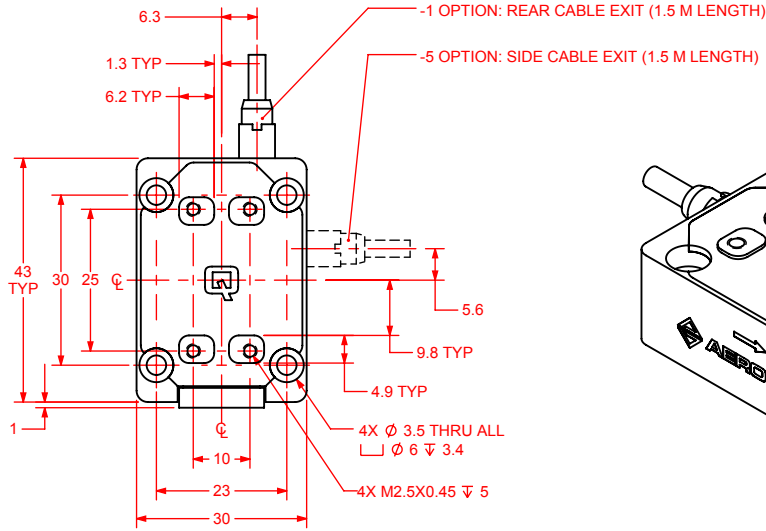 6.3
-1 OPTION: REAR CABLE EXIT (1.5 M LENGTH)
1.3 TYP
-5 OPTION: SIDE CABLE EXIT (1.5 M LENGTH)
6.2 TYP
43
TYP
30
25
℄
5.6
9.8 TYP
4.9 TYP
1
℄
4X Ø 3.5 THRU ALL
⌴ Ø 6 ↧ 3.4
10
23
4X M2.5X0.45 ↧ 5
30
AERO